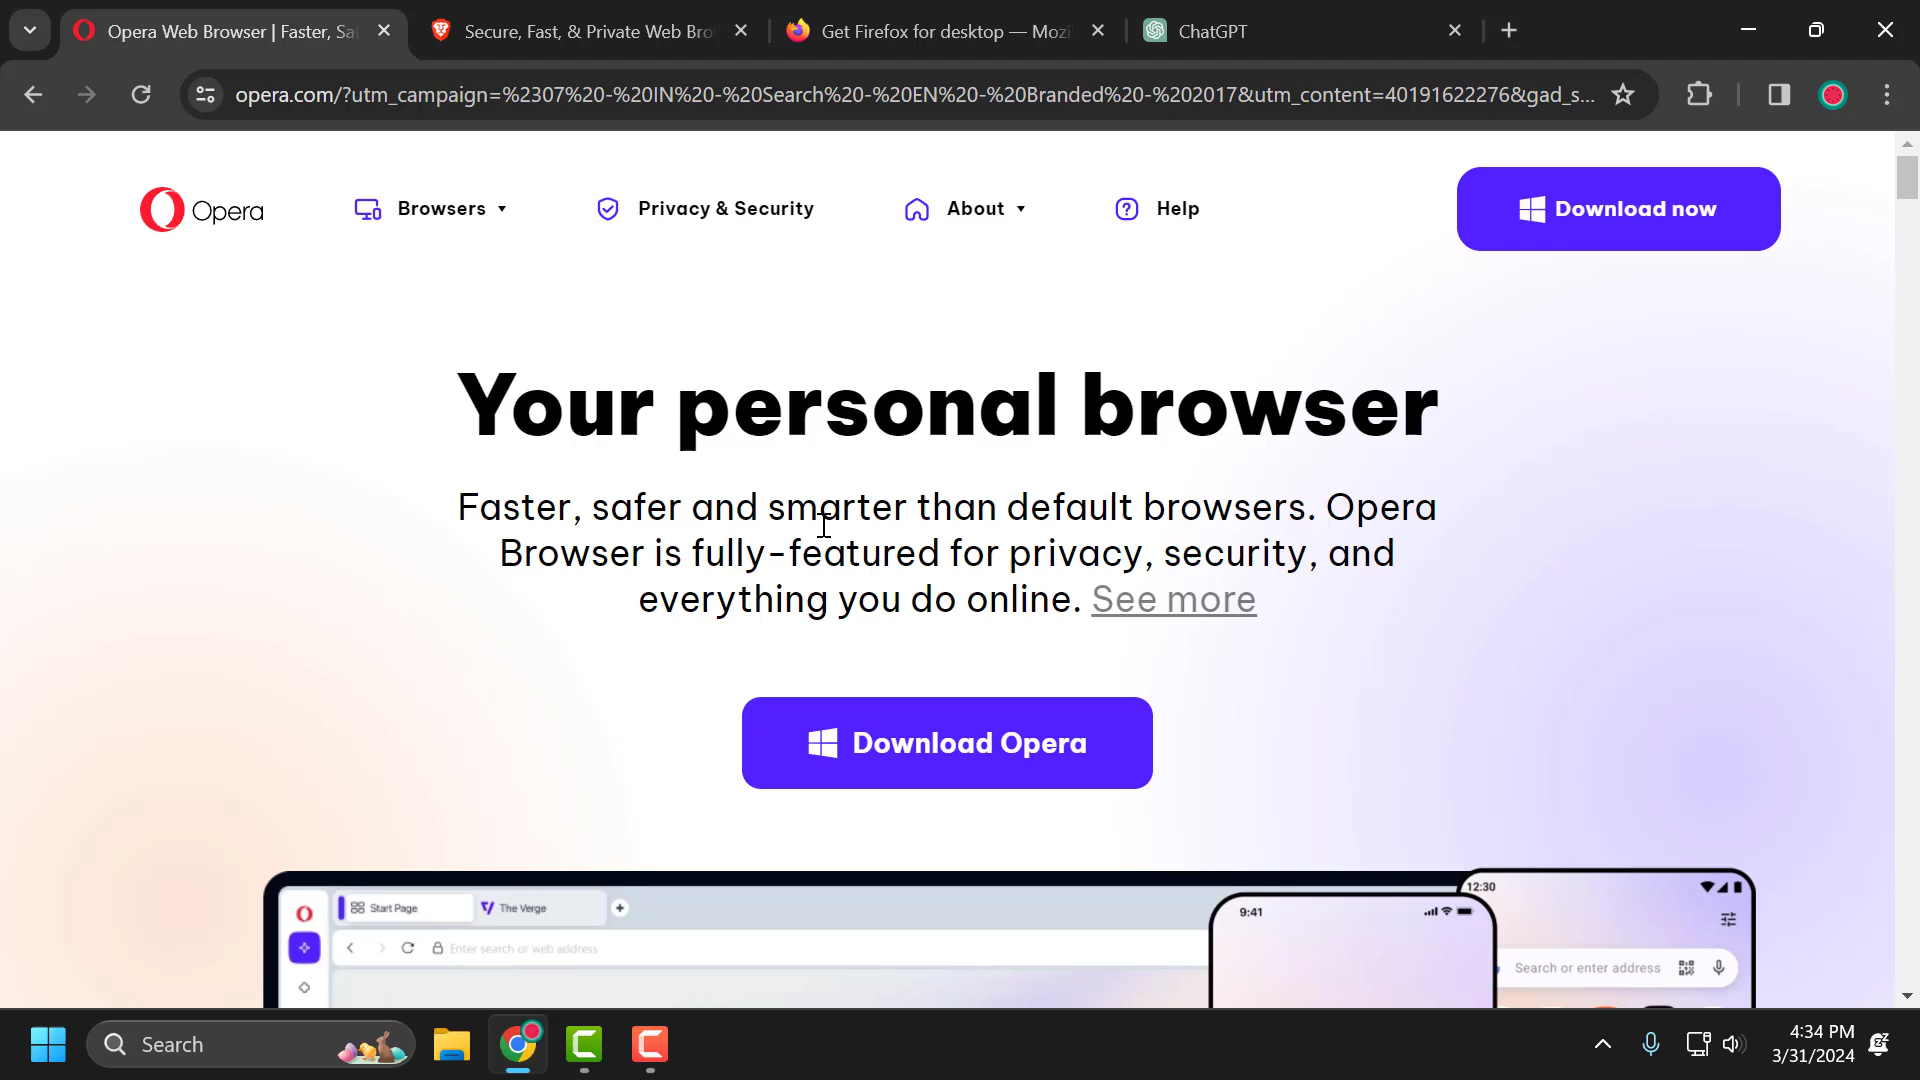 Opera Web Browser | Faster, Sa
Secure, Fast, & Private Web Bro
Get Firefox for desktop — Mozi
ChatGPT
opera.com/?utm_campaign=%2307%20-%20IN%20-%20Search%20-%20EN%20-%20Branded%20-%202017&utm_content=40191622276&gad_s...
Opera
Browsers
Privacy & Security
About
Help
Download now
Your personal browser
Faster, safer and smarter than default browsers. Opera
Browser is fully-featured for privacy, security, and
everything you do online. See more
Download Opera
Start Page
The Verge
Enter search or web address
9:41
12:30
Search or enter address
Search
4:34 PM
3/31/2024